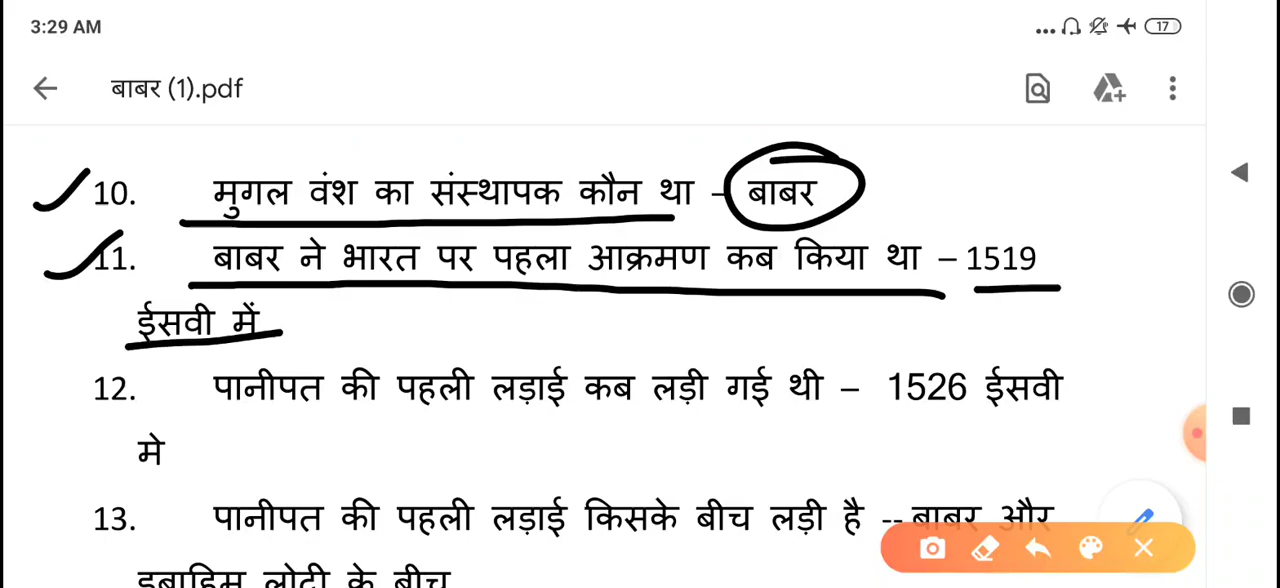 3:29 AM
17
बाबर (1).pdf
10. मुगल वंश का संस्थापक कौन था – बाबर
11. बाबर ने भारत पर पहला आक्रमण कब किया था – 1519
ईसवी में
12. पानीपत की पहली लड़ाई कब लड़ी गई थी – 1526 ईसवी
मे
13. पानीपत की पहली लड़ाई किसके बीच लड़ी है -- बाबर और
इब्राहिम लोदी के बीच